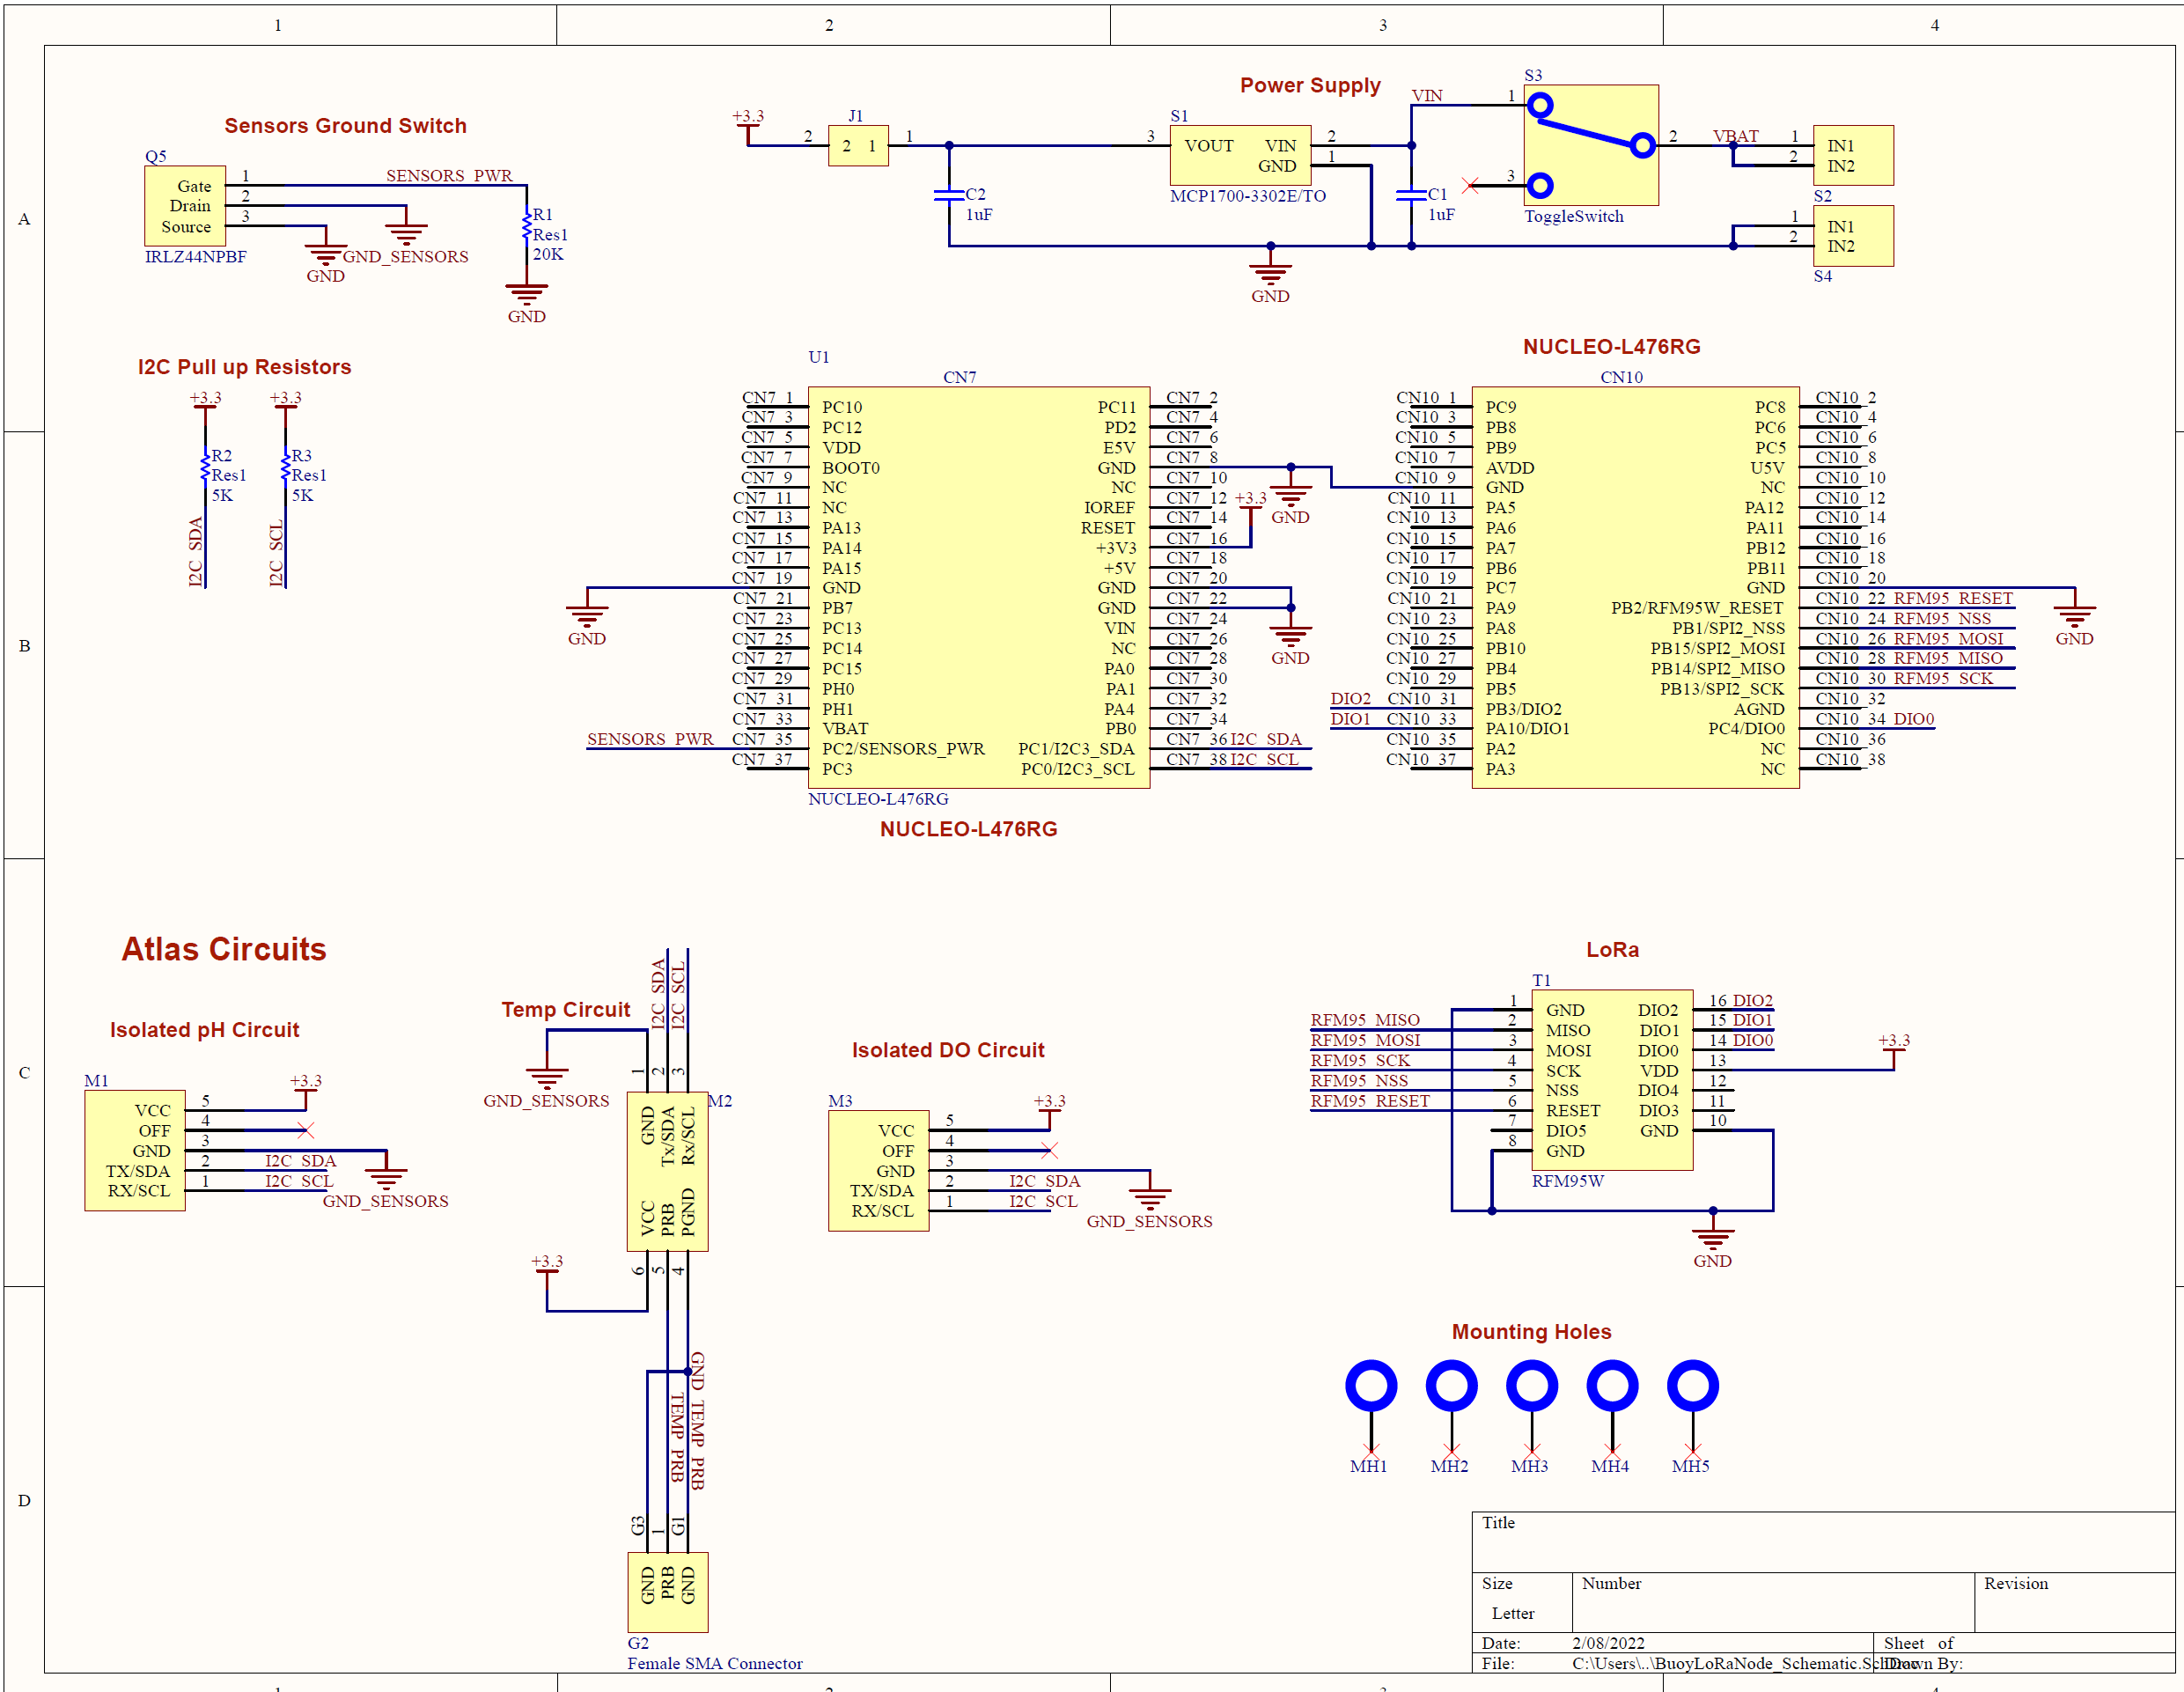 1
2
3
4
A
B
C
D
Sensors Ground Switch
Q5
Gate 1 SENSORS_PWR
Drain 2
Source 3
IRLZ44NPBF
GND
GND_SENSORS
R1
Res1
20K
GND
Power Supply
+3.3
J1
2 2 1 1
C2
1uF
S1
3 VOUT VIN 2
GND 1
MCP1700-3302E/TO
GND
C1
1uF
VIN
S3
1
2
3
ToggleSwitch
VBAT
1 IN1
2 IN2
S2
1 IN1
2 IN2
S4
I2C Pull up Resistors
+3.3
+3.3
R2
Res1
5K
I2C_SDA
R3
Res1
5K
I2C_SCL
U1
CN7
CN7_1 PC10 PC11 CN7_2
CN7_3 PC12 PD2 CN7_4
CN7_5 VDD E5V CN7_6
CN7_7 BOOT0 GND CN7_8
CN7_9 NC NC CN7_10
CN7_11 NC IOREF CN7_12
CN7_13 PA13 RESET CN7_14
CN7_15 PA14 +3V3 CN7_16
CN7_17 PA15 +5V CN7_18
CN7_19 GND GND CN7_20
CN7_21 PB7 GND CN7_22
CN7_23 PC13 VIN CN7_24
CN7_25 PC14 NC CN7_26
CN7_27 PC15 PA0 CN7_28
CN7_29 PH0 PA1 CN7_30
CN7_31 PH1 PA4 CN7_32
CN7_33 VBAT PB0 CN7_34
SENSORS_PWR CN7_35 PC2/SENSORS_PWR PC1/I2C3_SDA CN7_36 I2C_SDA
CN7_37 PC3 PC0/I2C3_SCL CN7_38 I2C_SCL
NUCLEO-L476RG
NUCLEO-L476RG
GND
GND
+3.3
GND
NUCLEO-L476RG
CN10
CN10_1 PC9 PC8 CN10_2
CN10_3 PB8 PC6 CN10_4
CN10_5 PB9 PC5 CN10_6
CN10_7 AVDD U5V CN10_8
CN10_9 GND NC CN10_10
CN10_11 PA5 PA12 CN10_12
CN10_13 PA6 PA11 CN10_14
CN10_15 PA7 PB12 CN10_16
CN10_17 PB6 PB11 CN10_18
CN10_19 PC7 GND CN10_20
CN10_21 PA9 PB2/RFM95W_RESET CN10_22 RFM95_RESET
CN10_23 PA8 PB1/SPI2_NSS CN10_24 RFM95_NSS
CN10_25 PB10 PB15/SPI2_MOSI CN10_26 RFM95_MOSI
CN10_27 PB4 PB14/SPI2_MISO CN10_28 RFM95_MISO
CN10_29 PB5 PB13/SPI2_SCK CN10_30 RFM95_SCK
DIO2 CN10_31 PB3/DIO2 AGND CN10_32
DIO1 CN10_33 PA10/DIO1 PC4/DIO0 CN10_34 DIO0
CN10_35 PA2 NC CN10_36
CN10_37 PA3 NC CN10_38
GND
Atlas Circuits
Isolated pH Circuit
M1
VCC 5 +3.3
OFF 4
GND 3
TX/SDA 2 I2C_SDA
RX/SCL 1 I2C_SCL
GND_SENSORS
Temp Circuit
I2C_SDA
I2C_SCL
GND_SENSORS
1 2 3
M2
GND Tx/SDA Rx/SCL
VCC PRB PGND
6 5 4
+3.3
GND_TEMP_PRB
TEMP_PRB
G3 1 G1
GND PRB GND
G2
Female SMA Connector
Isolated DO Circuit
M3
VCC 5 +3.3
OFF 4
GND 3
TX/SDA 2 I2C_SDA
RX/SCL 1 I2C_SCL
GND_SENSORS
LoRa
T1
1 GND DIO2 16 DIO2
RFM95_MISO 2 MISO DIO1 15 DIO1
RFM95_MOSI 3 MOSI DIO0 14 DIO0
RFM95_SCK 4 SCK VDD 13 +3.3
RFM95_NSS 5 NSS DIO4 12
RFM95_RESET 6 RESET DIO3 11
7 DIO5 GND 10
8 GND
RFM95W
GND
Mounting Holes
MH1 MH2 MH3 MH4 MH5
Title
Size Number Revision
Letter
Date: 2/08/2022 Sheet of
File: C:\Users\..\BuoyLoRaNode_Schematic.SchDoc Drawn By: